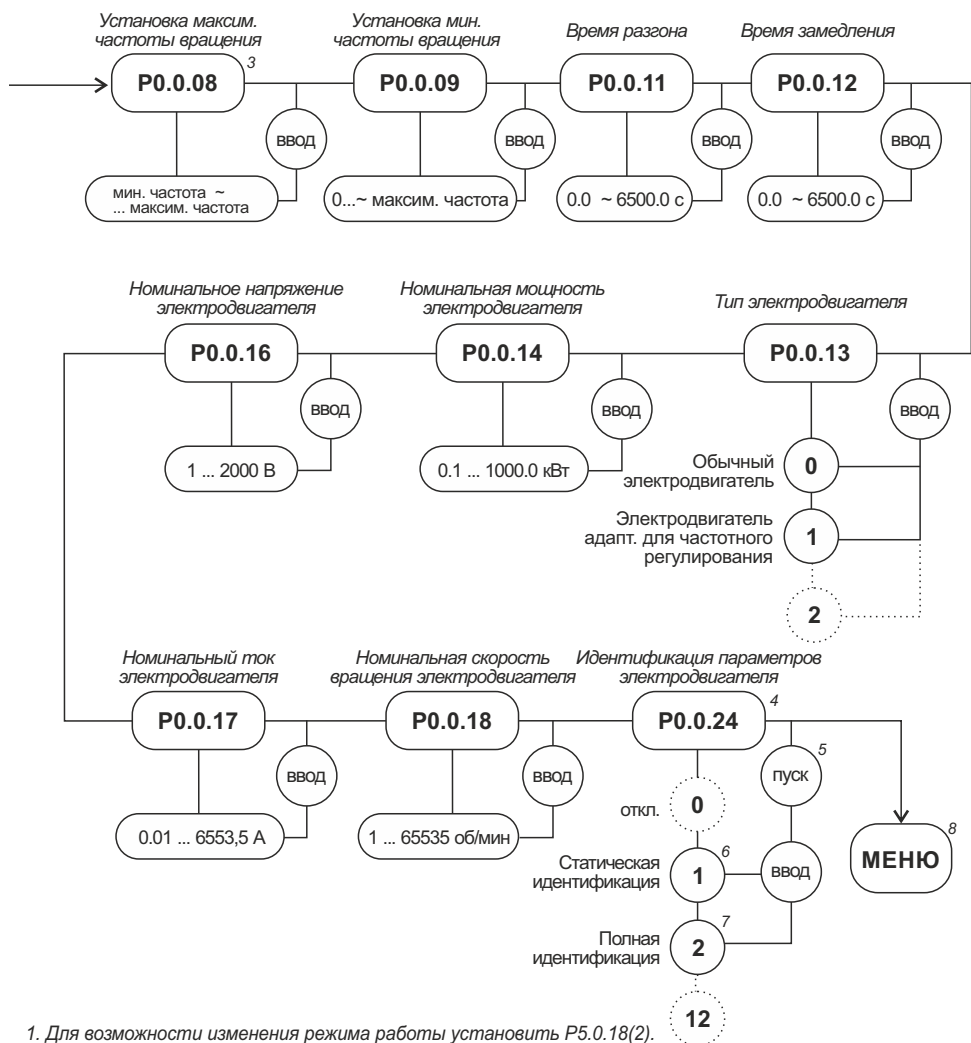 Установка максим.
частоты вращения
P0.0.08
3
ввод
мин. частота ~
... максим. частота
Установка мин.
частоты вращения
P0.0.09
ввод
0...~ максим. частота
Время разгона
P0.0.11
ввод
0.0 ~ 6500.0 с
Время замедления
P0.0.12
ввод
0.0 ~ 6500.0 с
Номинальное напряжение
электродвигателя
P0.0.16
ввод
1 ... 2000 В
Номинальная мощность
электродвигателя
P0.0.14
ввод
0.1 ... 1000.0 кВт
Тип электродвигателя
P0.0.13
ввод
Обычный
электродвигатель
0
Электродвигатель
адапт. для частотного
регулирования
1
2
Номинальный ток
электродвигателя
P0.0.17
ввод
0.01 ... 6553,5 А
Номинальная скорость
вращения электродвигателя
P0.0.18
ввод
1 ... 65535 об/мин
Идентификация параметров
электродвигателя
P0.0.24
4
5
пуск
откл.
0
Статическая
идентификация
1
6
ввод
МЕНЮ
8
Полная
идентификация
2
7
12
1. Для возможности изменения режима работы установить P5.0.18(2).